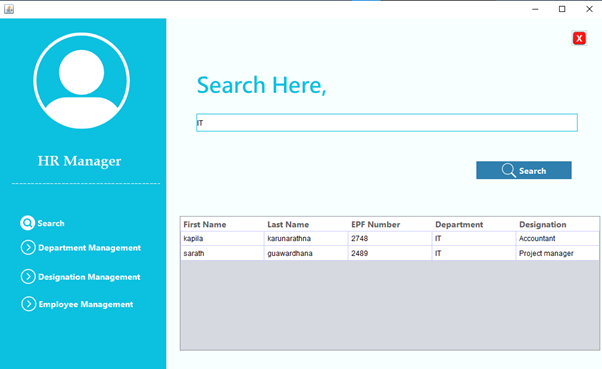 X
Search Here,
IT
Search
HR Manager
Search
Department Management
Designation Management
Employee Management
First Name Last Name EPF Number Department Designation
kapila karunarathna 2748 IT Accountant
sarath guawardhana 2489 IT Project manager